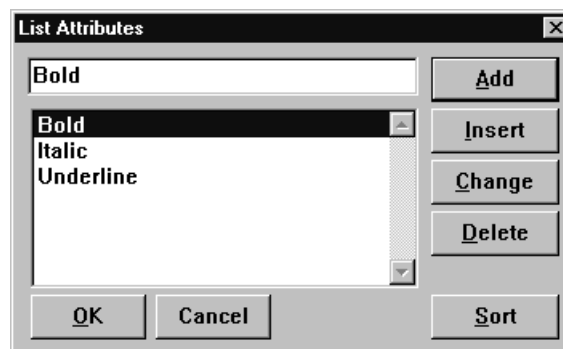 List Attributes
Bold
Add
Bold
Italic
Underline
Insert
Change
Delete
OK
Cancel
Sort